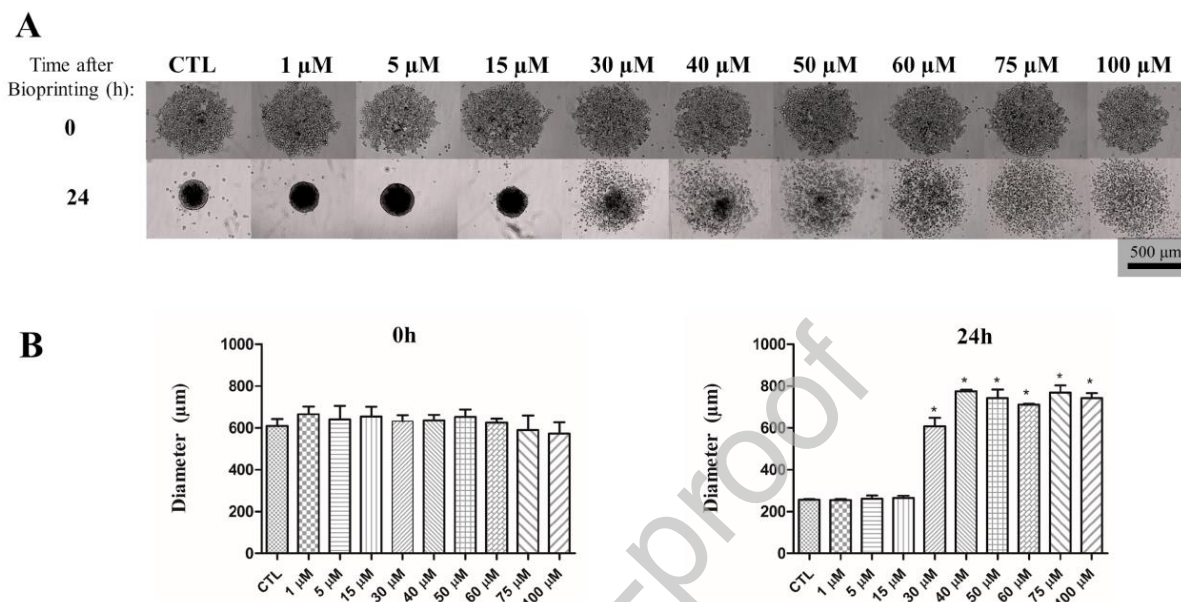 A
Time after
Bioprinting (h):
CTL 1 µM 5 µM 15 µM 30 µM 40 µM 50 µM 60 µM 75 µM 100 µM
0
24
500 µm
B
0h
1000
800
600
400
200
0
Diameter (µm)
CTL 1 µM 5 µM 15 µM 30 µM 40 µM 50 µM 60 µM 75 µM 100 µM
24h
1000
800
600
400
200
0
Diameter (µm)
* * * * * *
CTL 1 µM 5 µM 15 µM 30 µM 40 µM 50 µM 60 µM 75 µM 100 µM
-proof